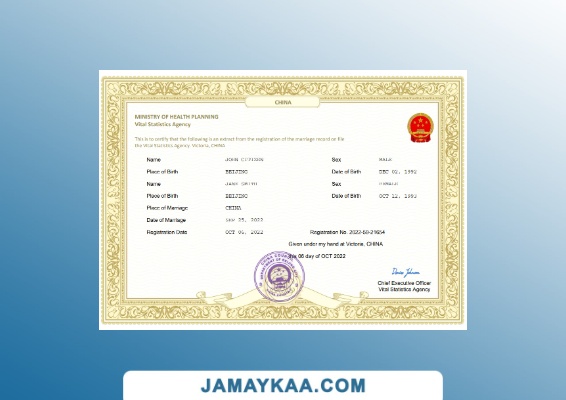 CHINA
MINISTRY OF HEALTH PLANNING
Vital Statistics Agency
This is to certify that the following is an extract from the registration of the marriage record on file
the Vital Statistics Agency. Victoria, CHINA
Name JOHN CITIZEN Sex MALE
Place of Birth BEIJING Date of Birth DEC 02, 1992
Name JANE SMITH Sex FEMALE
Place of Birth BEIJING Date of Birth OCT 12, 1993
Place of Marriage CHINA
Date of Marriage SEP 25, 2022
Registration Date OCT 06, 2022 Registration No. 2022-59-21654
Given under my hand at Victoria, CHINA
this 06 day of OCT 2022
Chief Executive Officer
Vital Statistics Agency
JAMAYKAA.COM